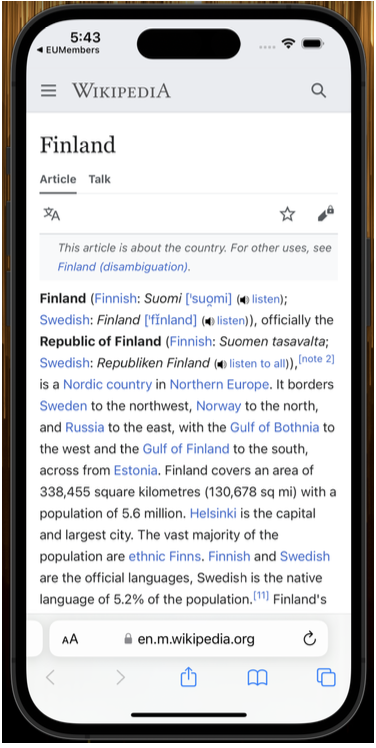 5:43
◀ EUMembers
WIKIPEDIA
Finland
Article Talk
This article is about the country. For other uses, see
Finland (disambiguation).
Finland (Finnish: Suomi [ˈsuo̯mi] (listen);
Swedish: Finland [ˈfɪ̌nland] (listen)), officially the
Republic of Finland (Finnish: Suomen tasavalta;
Swedish: Republiken Finland (listen to all)),[note 2]
is a Nordic country in Northern Europe. It borders
Sweden to the northwest, Norway to the north,
and Russia to the east, with the Gulf of Bothnia to
the west and the Gulf of Finland to the south,
across from Estonia. Finland covers an area of
338,455 square kilometres (130,678 sq mi) with a
population of 5.6 million. Helsinki is the capital
and largest city. The vast majority of the
population are ethnic Finns. Finnish and Swedish
are the official languages, Swedish is the native
language of 5.2% of the population.[11] Finland's
AA en.m.wikipedia.org